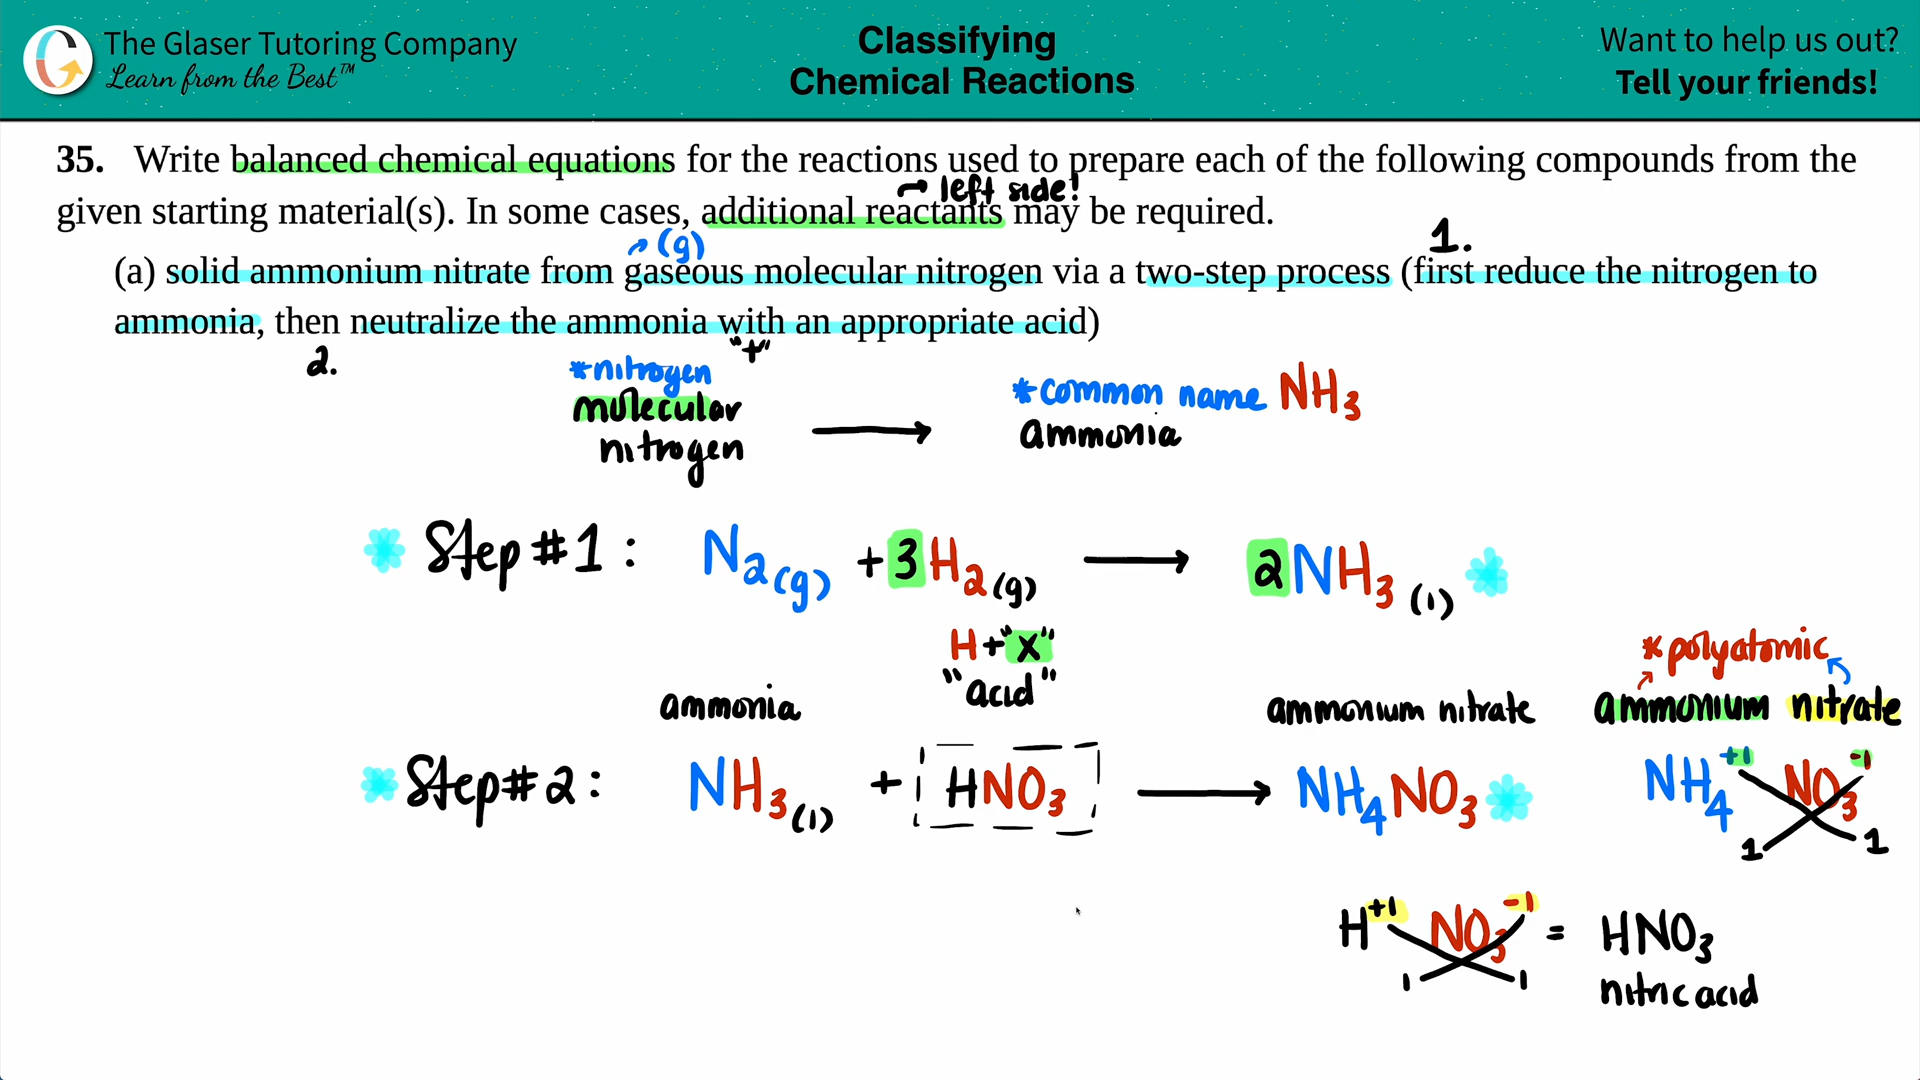 The Glaser Tutoring Company
Learn from the Best™
Classifying
Chemical Reactions
Want to help us out?
Tell your friends!
35. Write balanced chemical equations for the reactions used to prepare each of the following compounds from the
left side!
given starting material(s). In some cases, additional reactants may be required.
(g)
1.
(a) solid ammonium nitrate from gaseous molecular nitrogen via a two-step process (first reduce the nitrogen to
ammonia, then neutralize the ammonia with an appropriate acid)
2.
"+"
*nitrogen
molecular
nitrogen
*common name NH3
ammonia
Step #1: N2(g) + 3H2(g) → 2NH3(l)
H + "X"
"acid"
*polyatomic
ammonia
ammonium nitrate
ammonium nitrate
Step #2: NH3(l) + HNO3 → NH4NO3
NH4+1 NO3-1
1 1
H+1 NO3-1 = HNO3
1 1
nitric acid